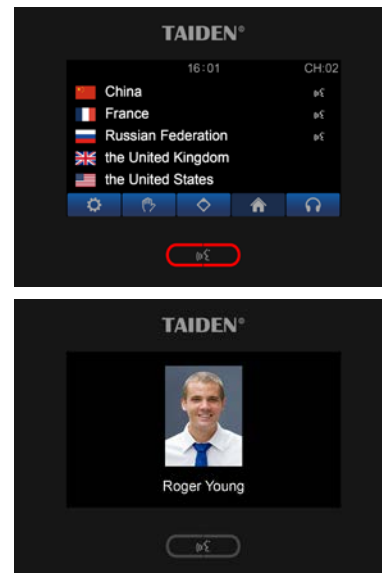 TAIDEN®
16:01 CH:02
China
France
Russian Federation
the United Kingdom
the United States
TAIDEN®
Roger Young